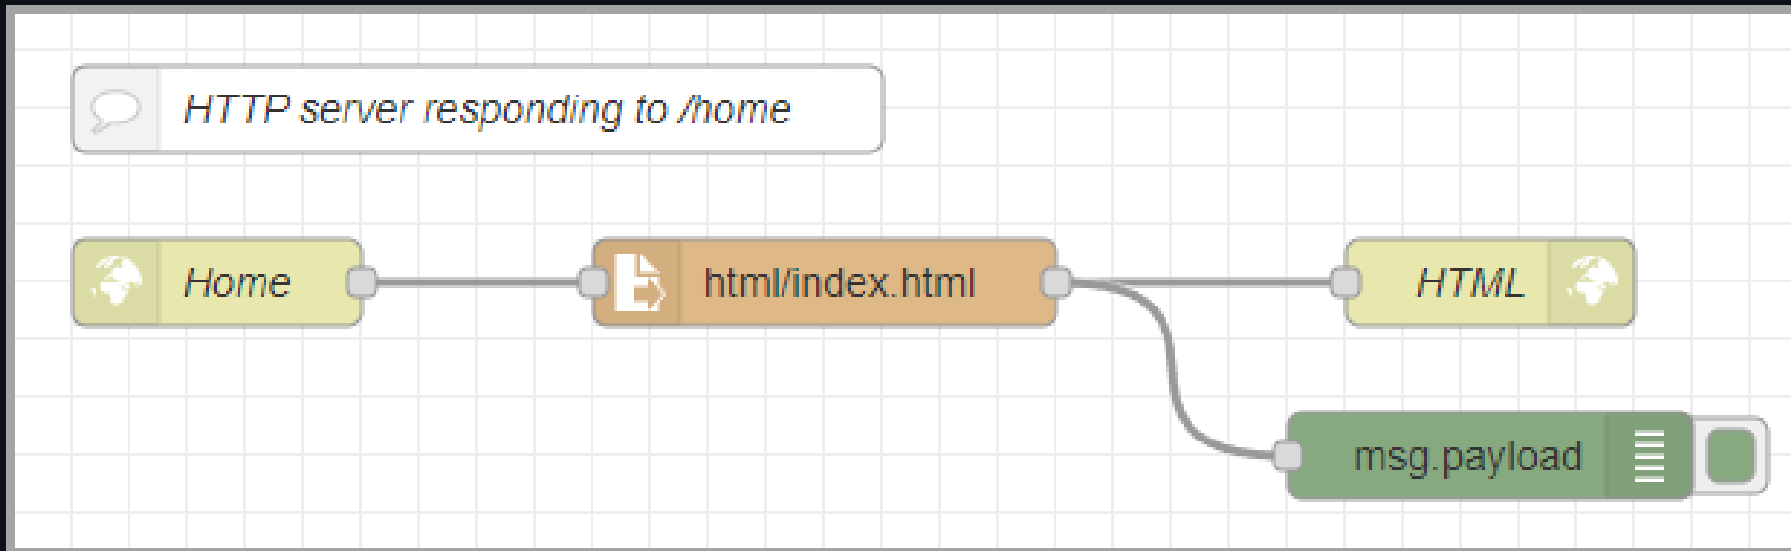 HTTP server responding to /home
Home
html/index.html
HTML
msg.payload